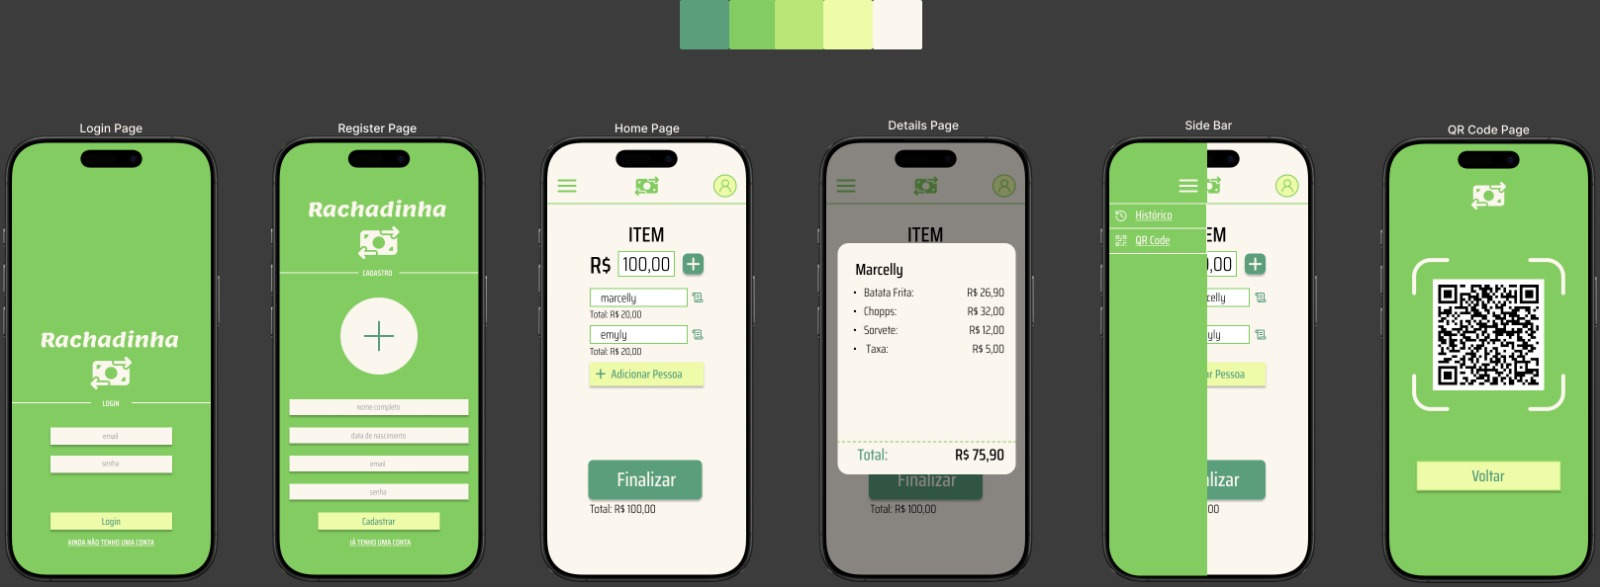 Login Page
Rachadinha
LOGIN
email
senha
Login
AINDA NÃO TENHO UMA CONTA
Register Page
Rachadinha
CADASTRO
nome completo
data de nascimento
email
senha
Cadastrar
JÁ TENHO UMA CONTA
Home Page
ITEM
R$ 100,00
marcelly
Total: R$ 20,00
emyly
Total: R$ 20,00
+ Adicionar Pessoa
Finalizar
Total: R$ 100,00
Details Page
ITEM
Marcelly
• Batata Frita: R$ 26,90
• Chopps: R$ 32,00
• Sorvete: R$ 12,00
• Taxa: R$ 5,00
Total: R$ 75,90
Finalizar
Total: R$ 100,00
Side Bar
Histórico
QR Code
EM
),00
celly
yly
ar Pessoa
alizar
00
QR Code Page
Voltar